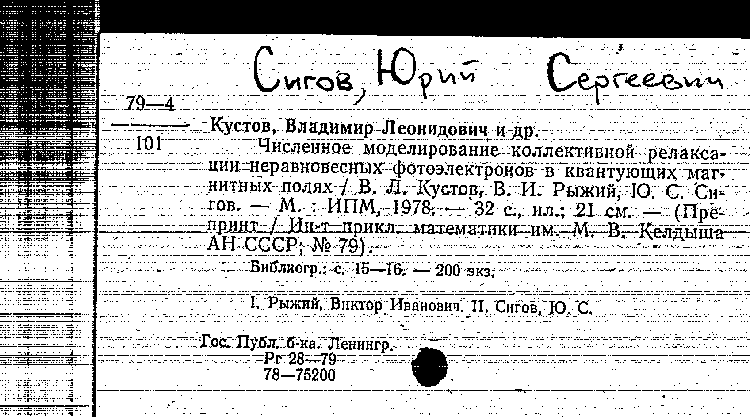 Сигов, Юрий Сергеевич
79—4
101
Кустов, Владимир Леонидович и др.
Численное моделирование коллективной релакса-
ции неравновесных фотоэлектронов в квантующих маг-
нитных полях / В. Л. Кустов, В. И. Рыжий, Ю. С. Си-
гов. — М. : ИПМ, 1978. — 32 с., ил.; 21 см. — (Пре-
принт / Ин-т прикл. математики им. М. В. Келдыша
АН СССР; № 79).
Библиогр.: с. 15—16. — 200 экз.
I. Рыжий, Виктор Иванович. II. Сигов, Ю. С.
Гос. Публ. б-ка. Ленингр.
Рг 28—79
78—75200